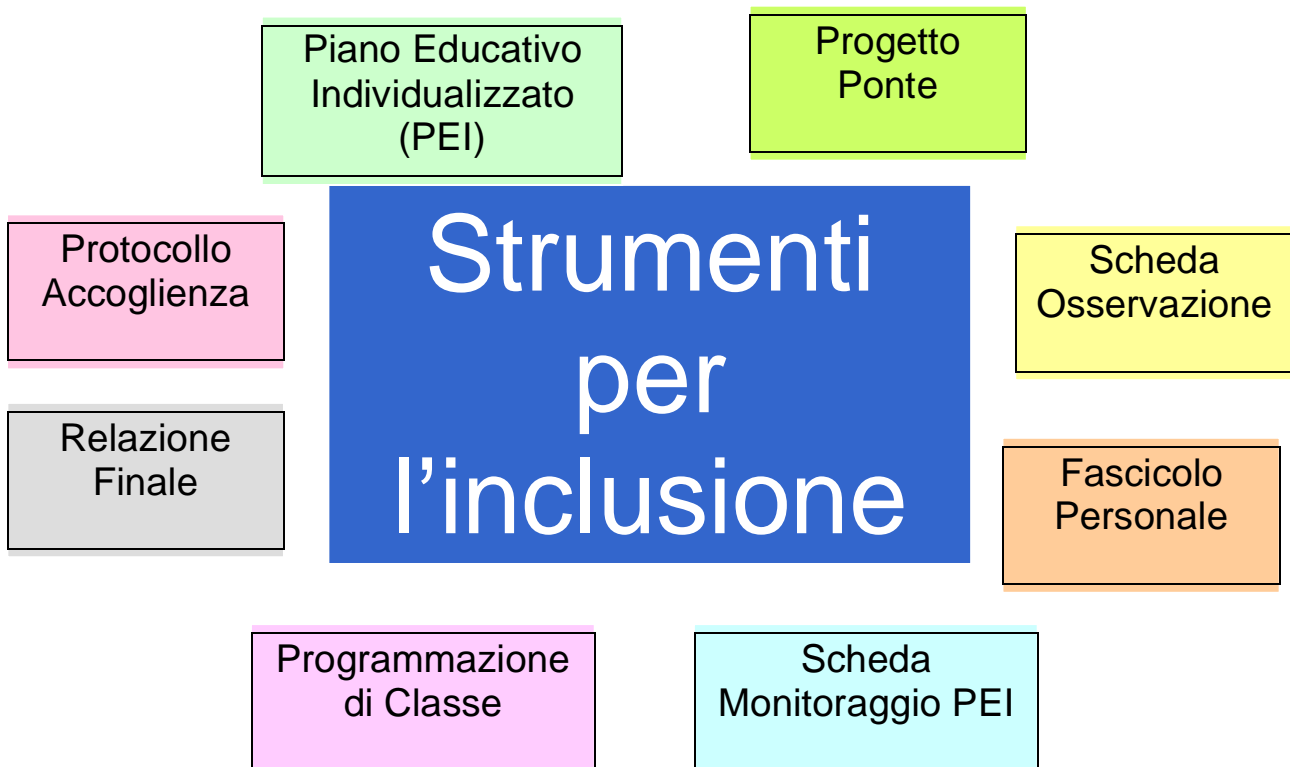 Piano Educativo
Individualizzato
(PEI)
Progetto
Ponte
Protocollo
Accoglienza
Strumenti
per
l’inclusione
Scheda
Osservazione
Relazione
Finale
Fascicolo
Personale
Programmazione
di Classe
Scheda
Monitoraggio PEI